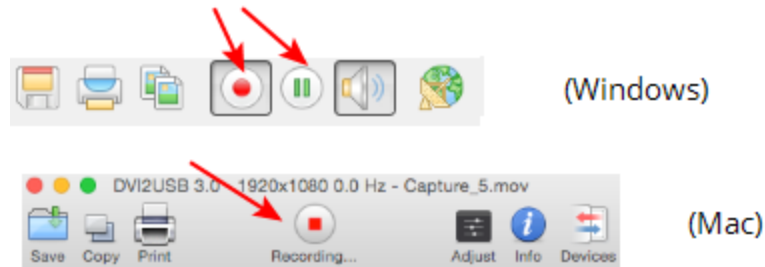 (Windows)
DVI2USB 3.0 1920x1080 0.0 Hz - Capture_5.mov
Save Copy Print Recording... Adjust Info Devices
(Mac)